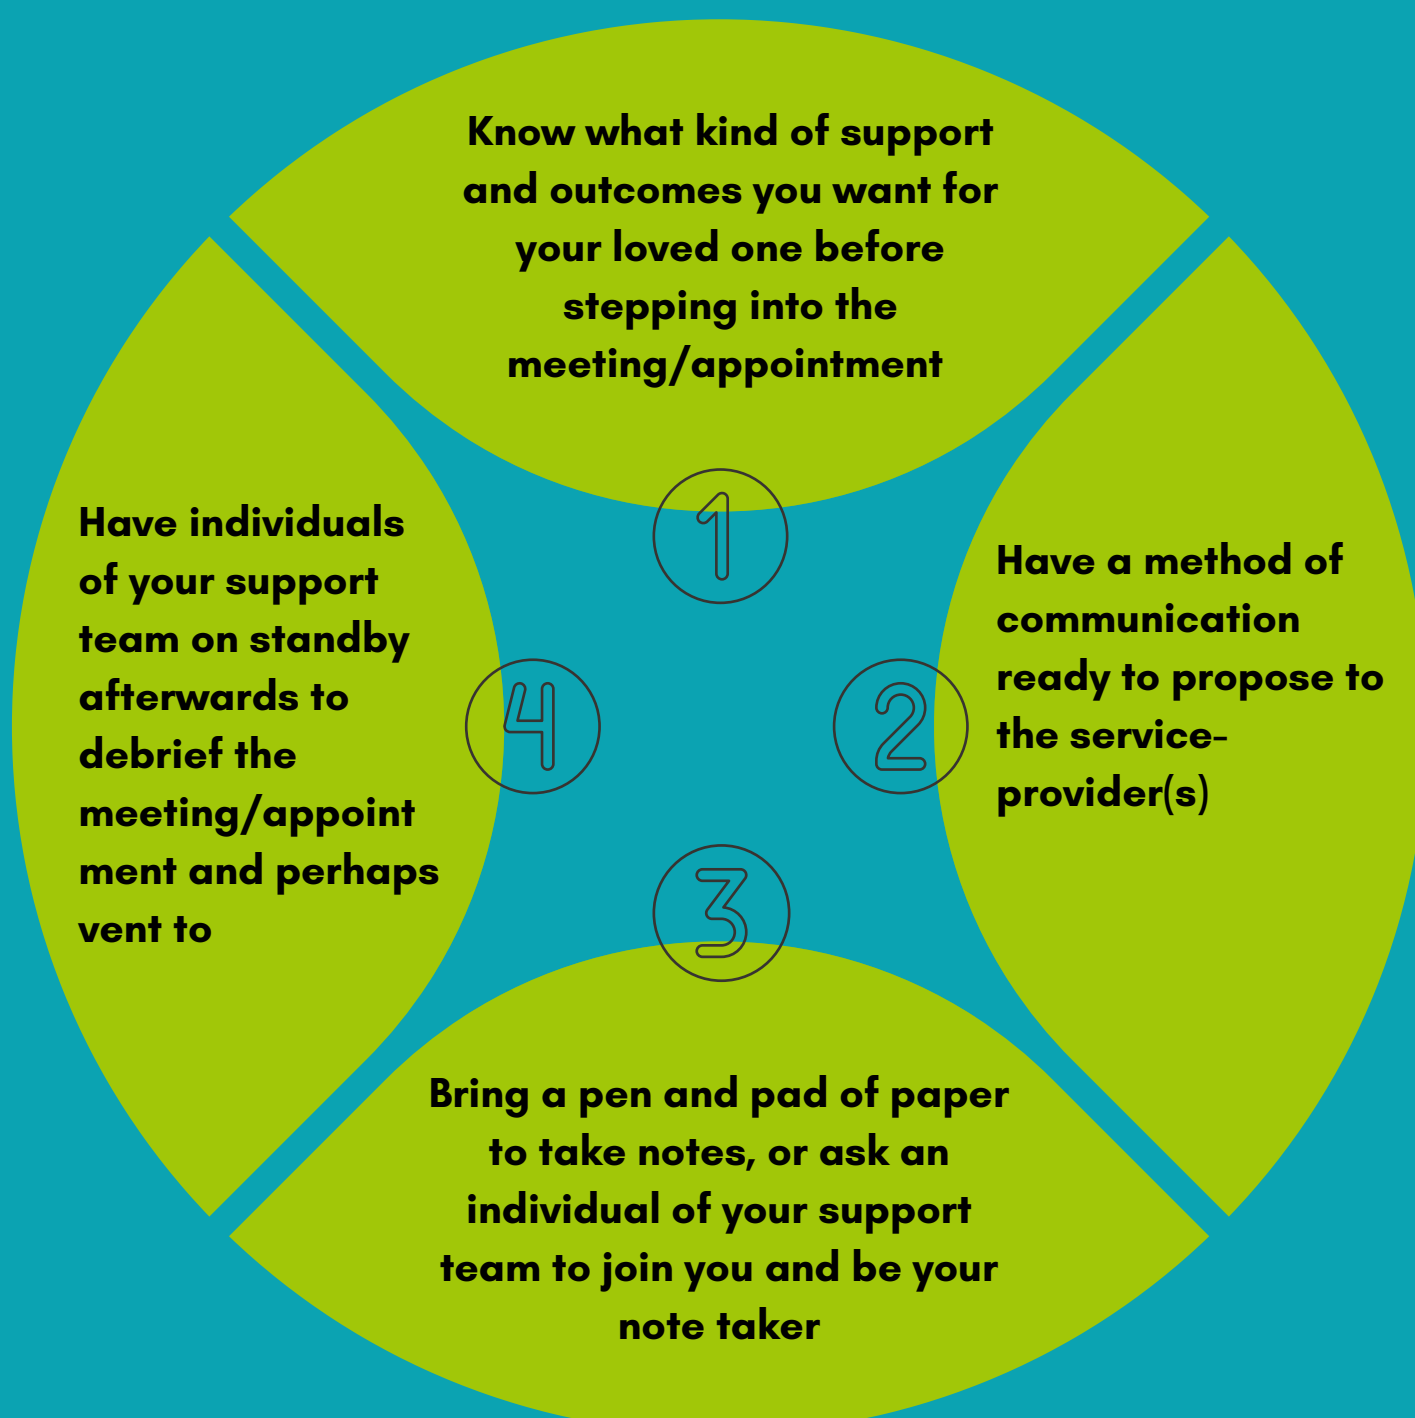 Know what kind of support
and outcomes you want for
your loved one before
stepping into the
meeting/appointment
1
Have a method of
communication
ready to propose to
the service-
provider(s)
2
3
Bring a pen and pad of paper
to take notes, or ask an
individual of your support
team to join you and be your
note taker
4
Have individuals
of your support
team on standby
afterwards to
debrief the
meeting/appoint
ment and perhaps
vent to